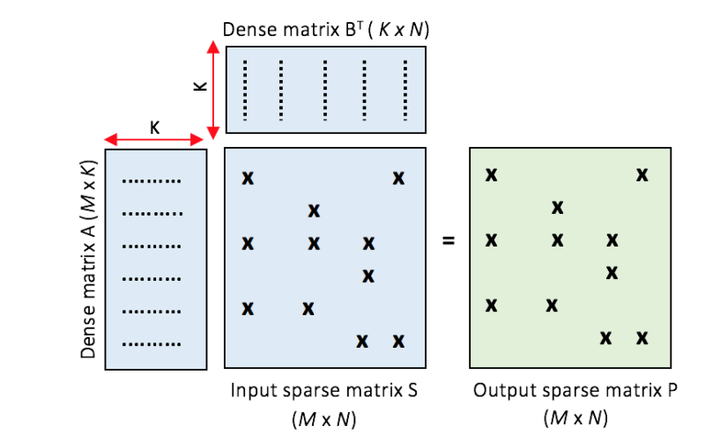 Dense matrix Bᵀ ( K x N)
K
K
Dense matrix A (M x K)
x x
x
x x x
x
x x
x x
=
x x
x
x x x
x
x x
x x
Input sparse matrix S
(M x N)
Output sparse matrix P
(M x N)